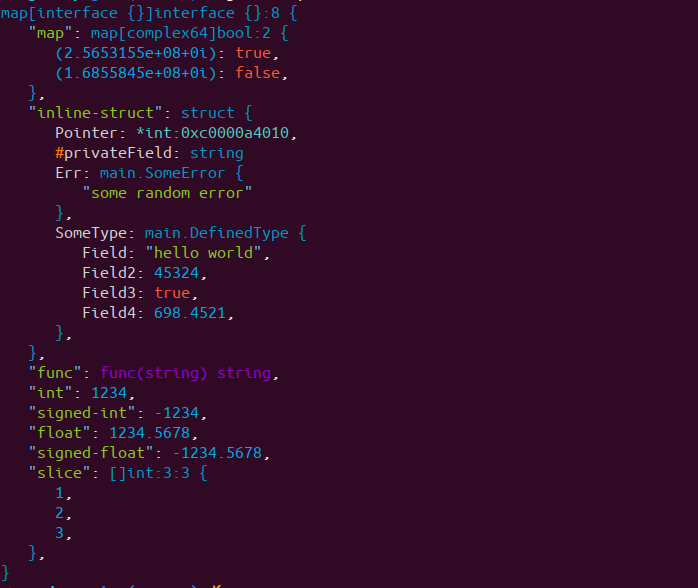 map[interface {}]interface {}:8 {
   "map": map[complex64]bool:2 {
      (2.5653155e+08+0i): true,
      (1.6855845e+08+0i): false,
   },
   "inline-struct": struct {
      Pointer: *int:0xc0000a4010,
      #privateField: string
      Err: main.SomeError {
         "some random error"
      },
      SomeType: main.DefinedType {
         Field: "hello world",
         Field2: 45324,
         Field3: true,
         Field4: 698.4521,
      },
   },
   "func": func(string) string,
   "int": 1234,
   "signed-int": -1234,
   "float": 1234.5678,
   "signed-float": -1234.5678,
   "slice": []int:3:3 {
      1,
      2,
      3,
   },
}